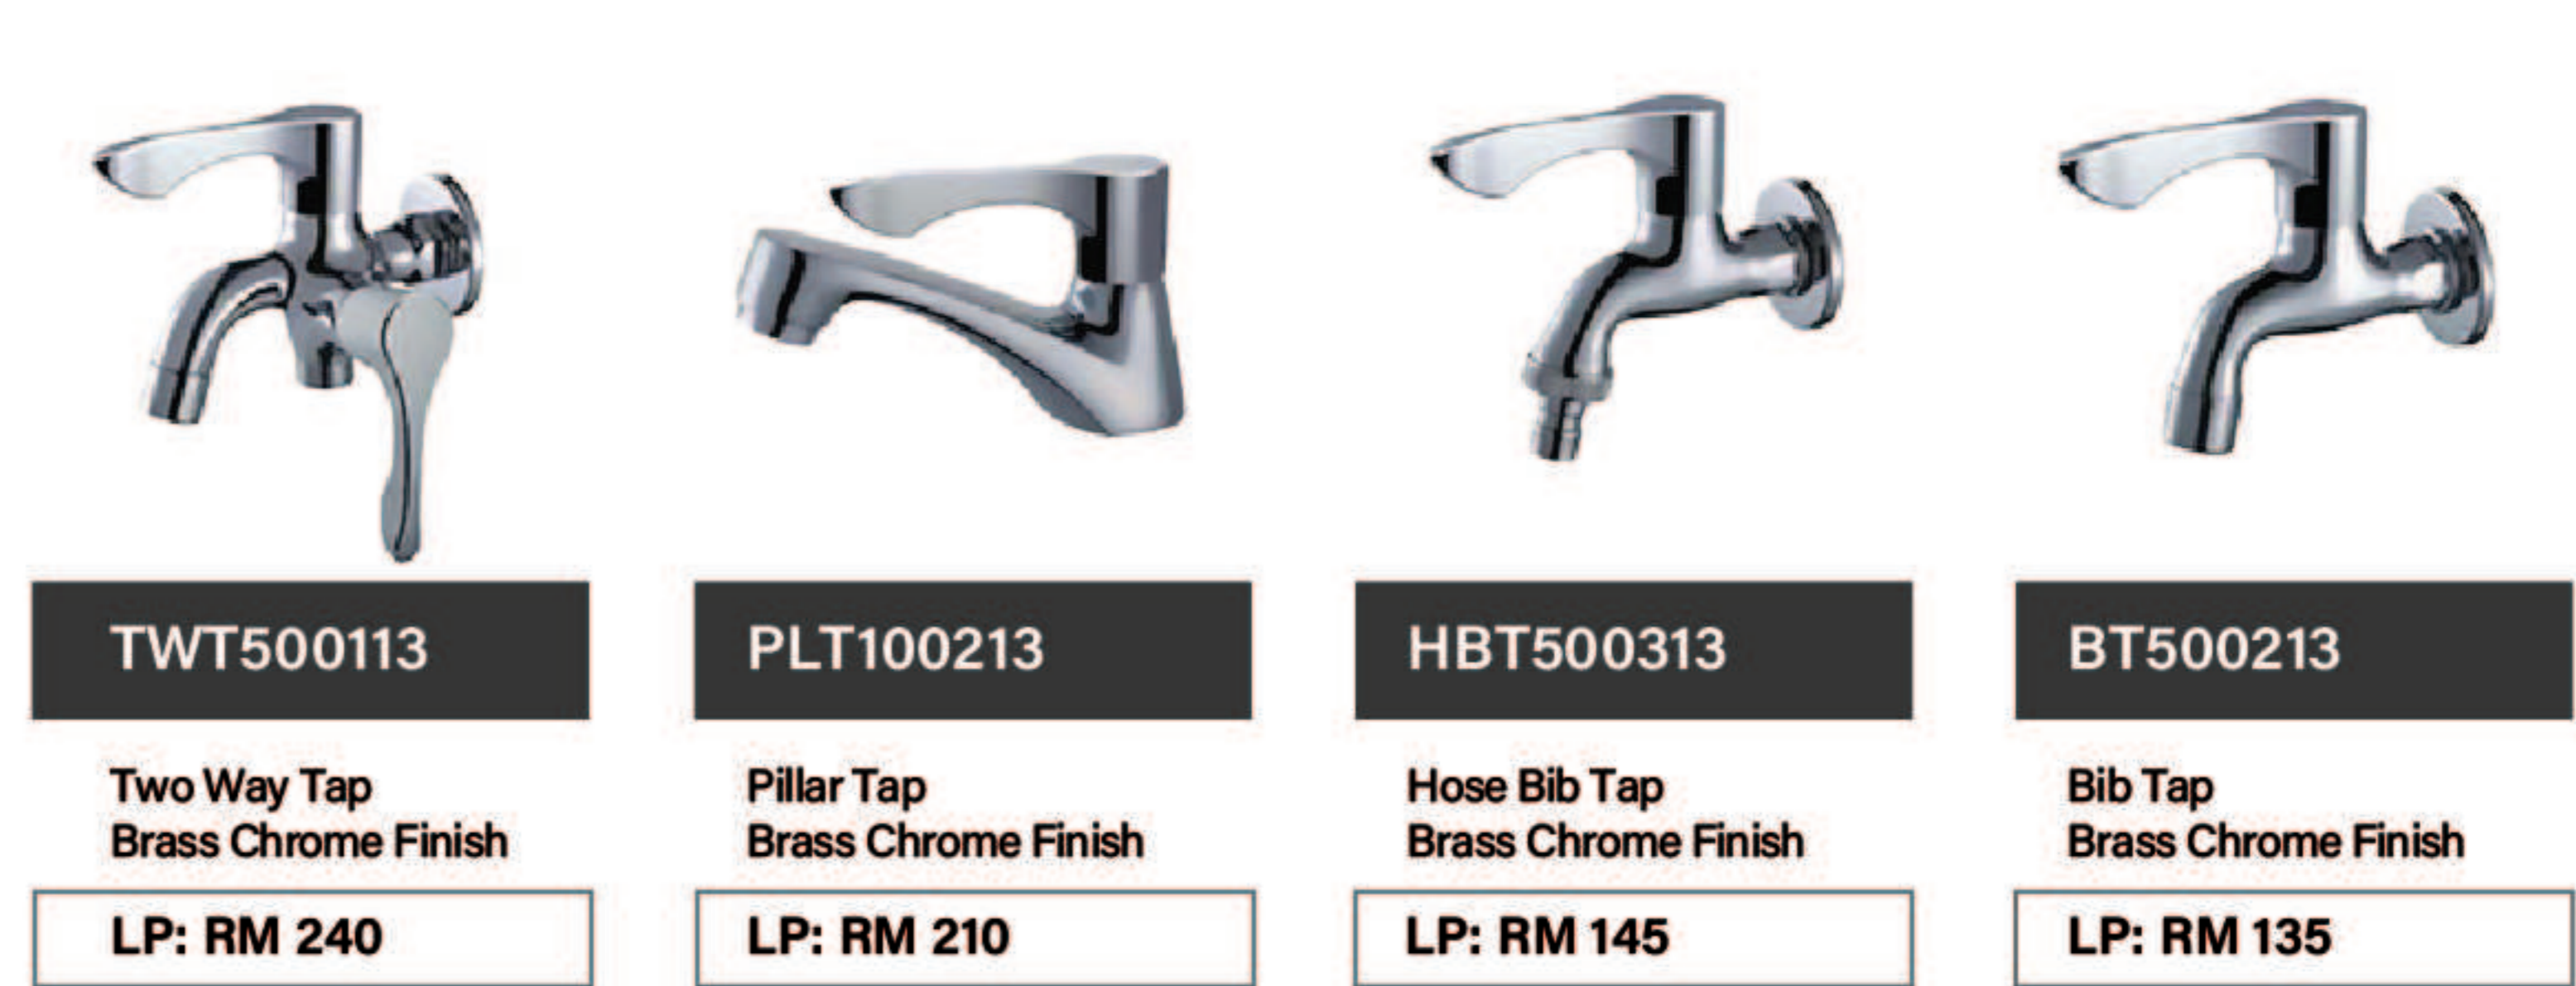 TWT500113
Two Way Tap
Brass Chrome Finish
LP: RM 240
PLT100213
Pillar Tap
Brass Chrome Finish
LP: RM 210
HBT500313
Hose Bib Tap
Brass Chrome Finish
LP: RM 145
BT500213
Bib Tap
Brass Chrome Finish
LP: RM 135